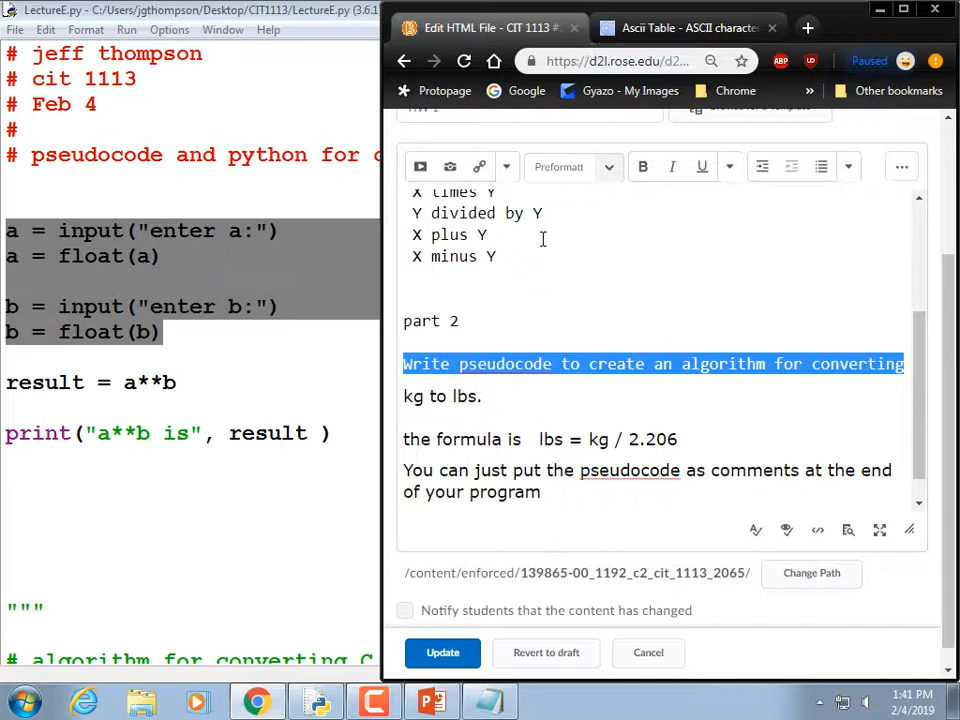 LectureE.py - C:/Users/jgthompson/Desktop/CIT1113/LectureE.py (3.6.1
File Edit Format Run Options Window Help
# jeff thompson
# cit 1113
# Feb 4
#
# pseudocode and python for
a = input("enter a:")
a = float(a)
b = input("enter b:")
b = float(b)
result = a**b
print("a**b is", result )
"""
# algorithm for converting C
Edit HTML File - CIT 1113 #
Ascii Table - ASCII characte
https://d2l.rose.edu/d2...
ABP
UD
Paused
Protopage
Google
Gyazo - My Images
Chrome
»
Other bookmarks
Preformatt
B I U
X times Y
Y divided by Y
X plus Y
X minus Y
part 2
Write pseudocode to create an algorithm for converting
kg to lbs.
the formula is lbs = kg / 2.206
You can just put the pseudocode as comments at the end
of your program
/content/enforced/139865-00_1192_c2_cit_1113_2065/
Change Path
Notify students that the content has changed
Update
Revert to draft
Cancel
1:41 PM
2/4/2019